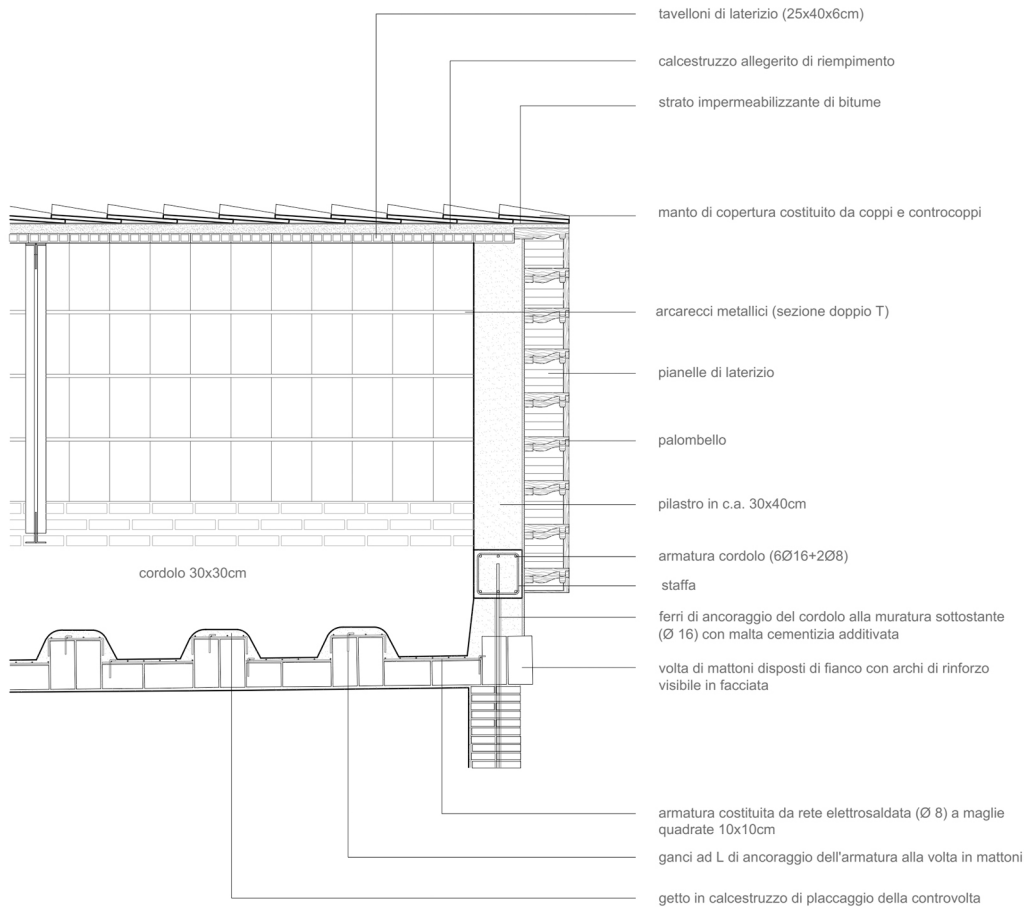 tavelloni di laterizio (25x40x6cm)
calcestruzzo allegerito di riempimento
strato impermeabilizzante di bitume
manto di copertura costituito da coppi e controcoppi
arcarecci metallici (sezione doppio T)
pianelle di laterizio
palombello
pilastro in c.a. 30x40cm
armatura cordolo (6Ø16+2Ø8)
cordolo 30x30cm
staffa
ferri di ancoraggio del cordolo alla muratura sottostante
(Ø 16) con malta cementizia additivata
volta di mattoni disposti di fianco con archi di rinforzo
visibile in facciata
armatura costituita da rete elettrosaldata (Ø 8) a maglie
quadrate 10x10cm
ganci ad L di ancoraggio dell'armatura alla volta in mattoni
getto in calcestruzzo di placcaggio della controvolta